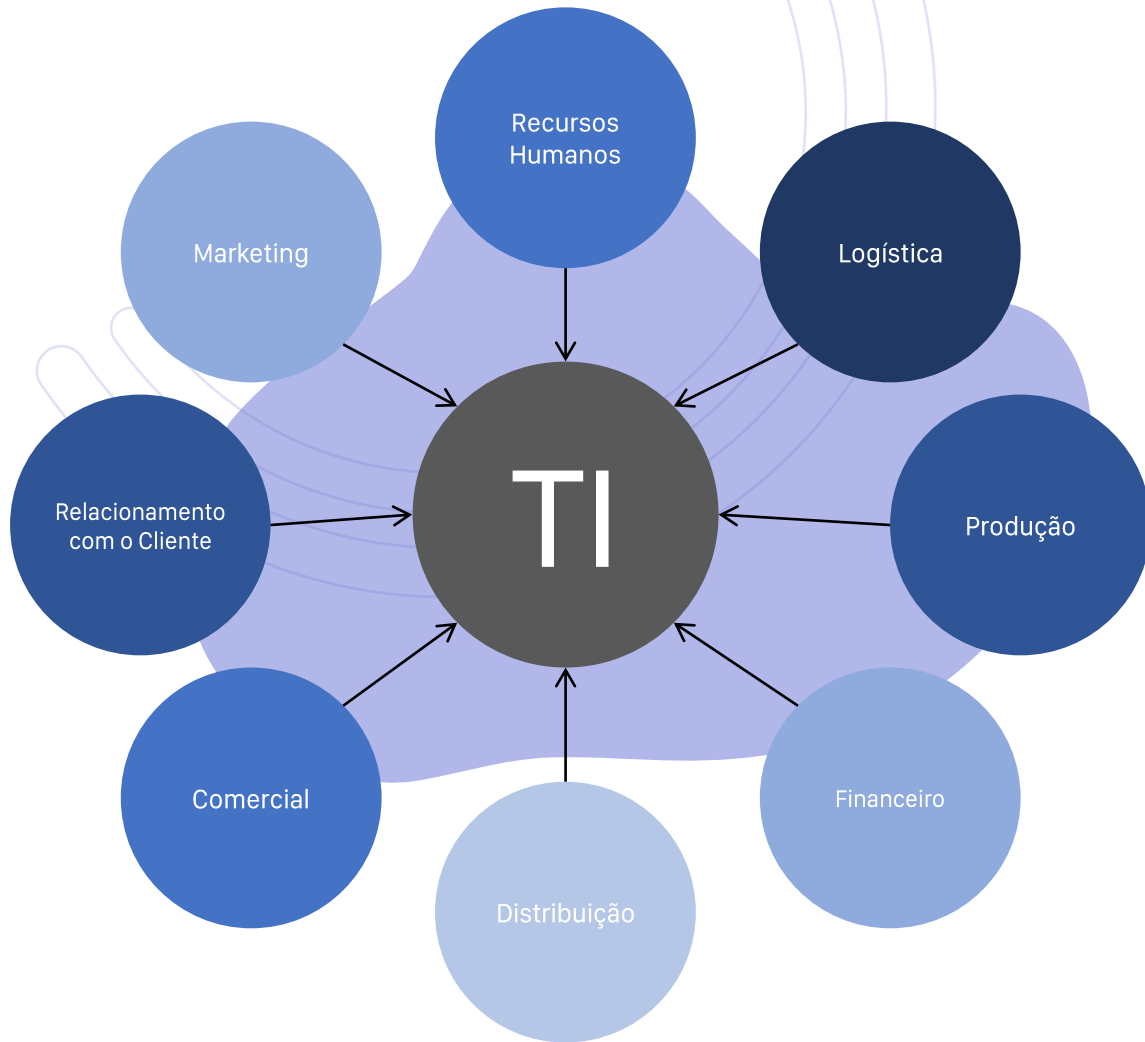 Recursos
Humanos
Marketing
Logística
TI
Relacionamento
com o Cliente
Produção
Comercial
Financeiro
Distribuição